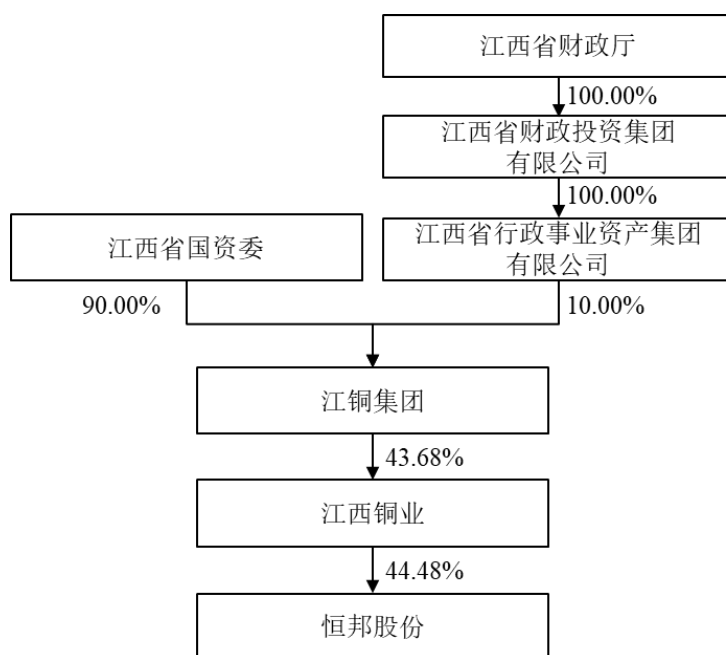 江西省财政厅
100.00%
江西省财政投资集团
有限公司
100.00%
江西省国资委
江西省行政事业资产集团
有限公司
90.00%
10.00%
江铜集团
43.68%
江西铜业
44.48%
恒邦股份